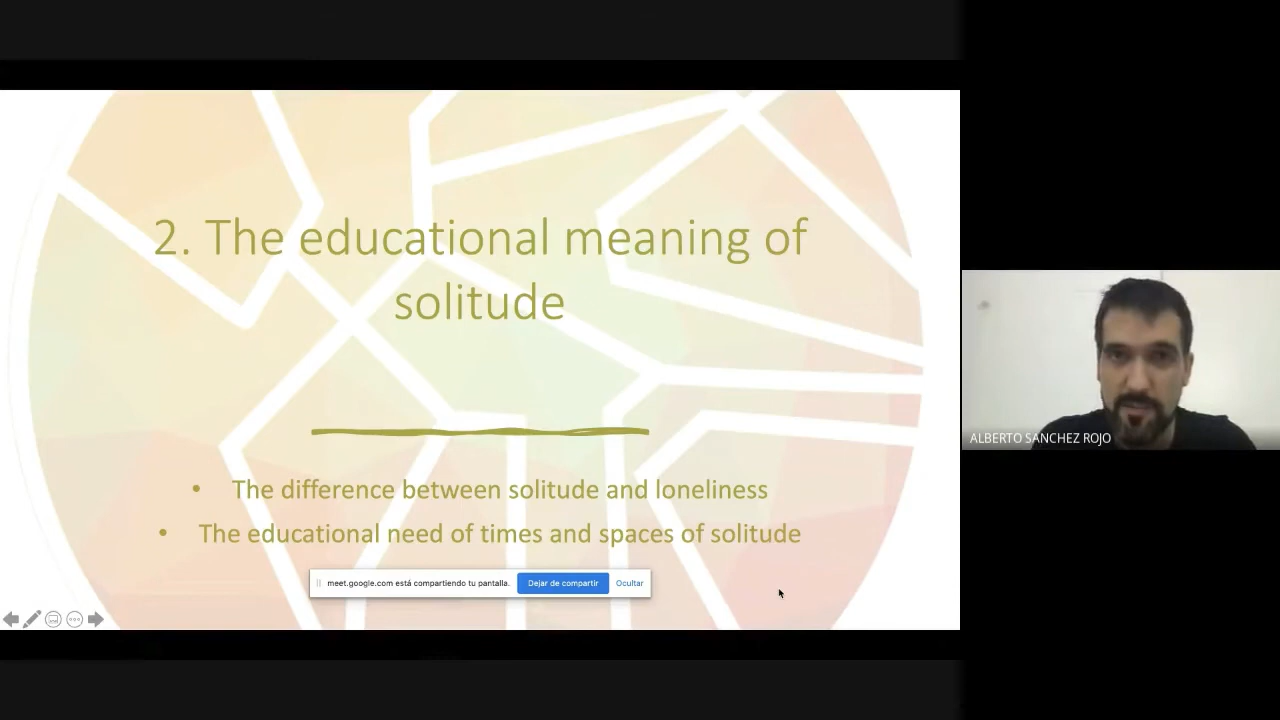 2. The educational meaning of
solitude
• The difference between solitude and loneliness
• The educational need of times and spaces of solitude
meet.google.com está compartiendo tu pantalla. Dejar de compartir Ocultar
ALBERTO SANCHEZ ROJO